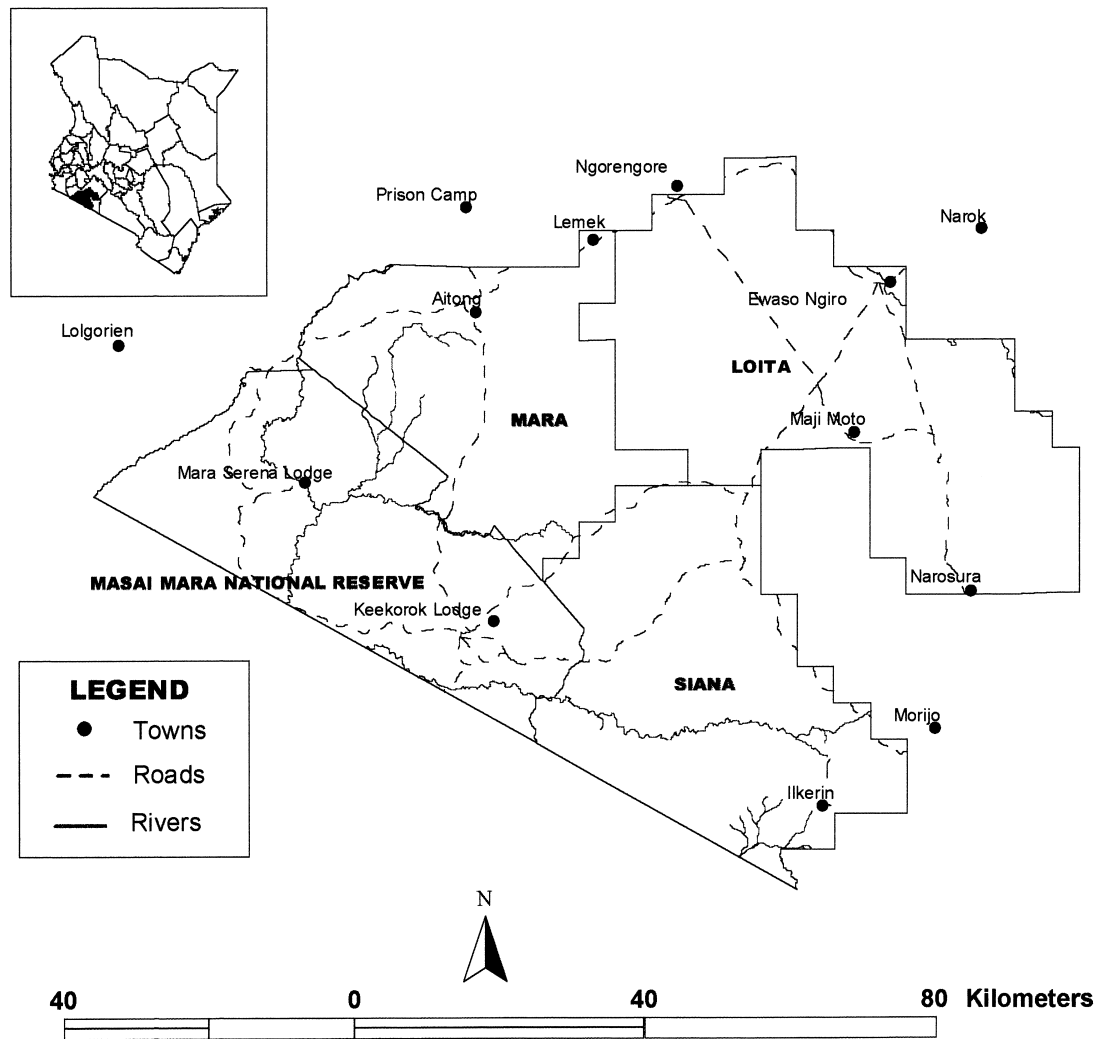 Ngorengore
Prison Camp
Lemek
Narok
Aitong
Ewaso Ngiro
Lolgorien
LOITA
MARA
Maji Moto
Mara Serena Lodge
MASAI MARA NATIONAL RESERVE
Narosura
Keekorok Lodge
SIANA
LEGEND
Towns
Roads
Rivers
Morijo
Ilkerin
N
40 0 40 80 Kilometers